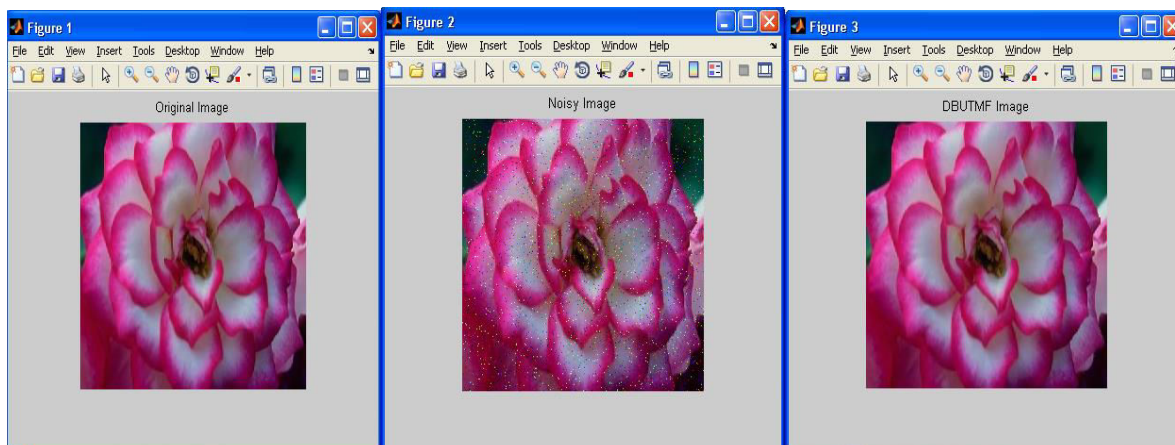 Figure 1
File Edit View Insert Tools Desktop Window Help
Original Image
Figure 2
File Edit View Insert Tools Desktop Window Help
Noisy Image
Figure 3
File Edit View Insert Tools Desktop Window Help
DBUTMF Image